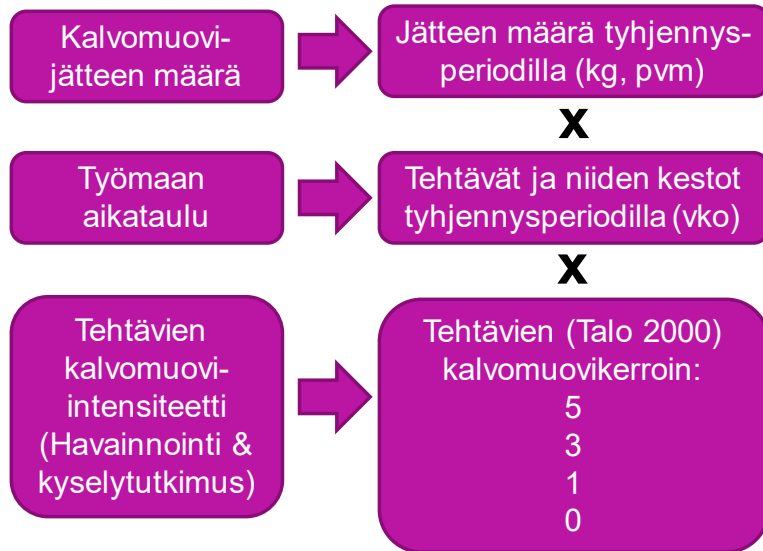 Kalvomuovi-
jätteen määrä
Jätteen määrä tyhjennys-
periodilla (kg, pvm)
x
Työmaan
aikataulu
Tehtävät ja niiden kestot
tyhjennysperiodilla (vko)
x
Tehtävien
kalvomuovi-
intensiteetti
(Havainnointi &
kyselytutkimus)
Tehtävien (Talo 2000)
kalvomuovikerroin:
5
3
1
0